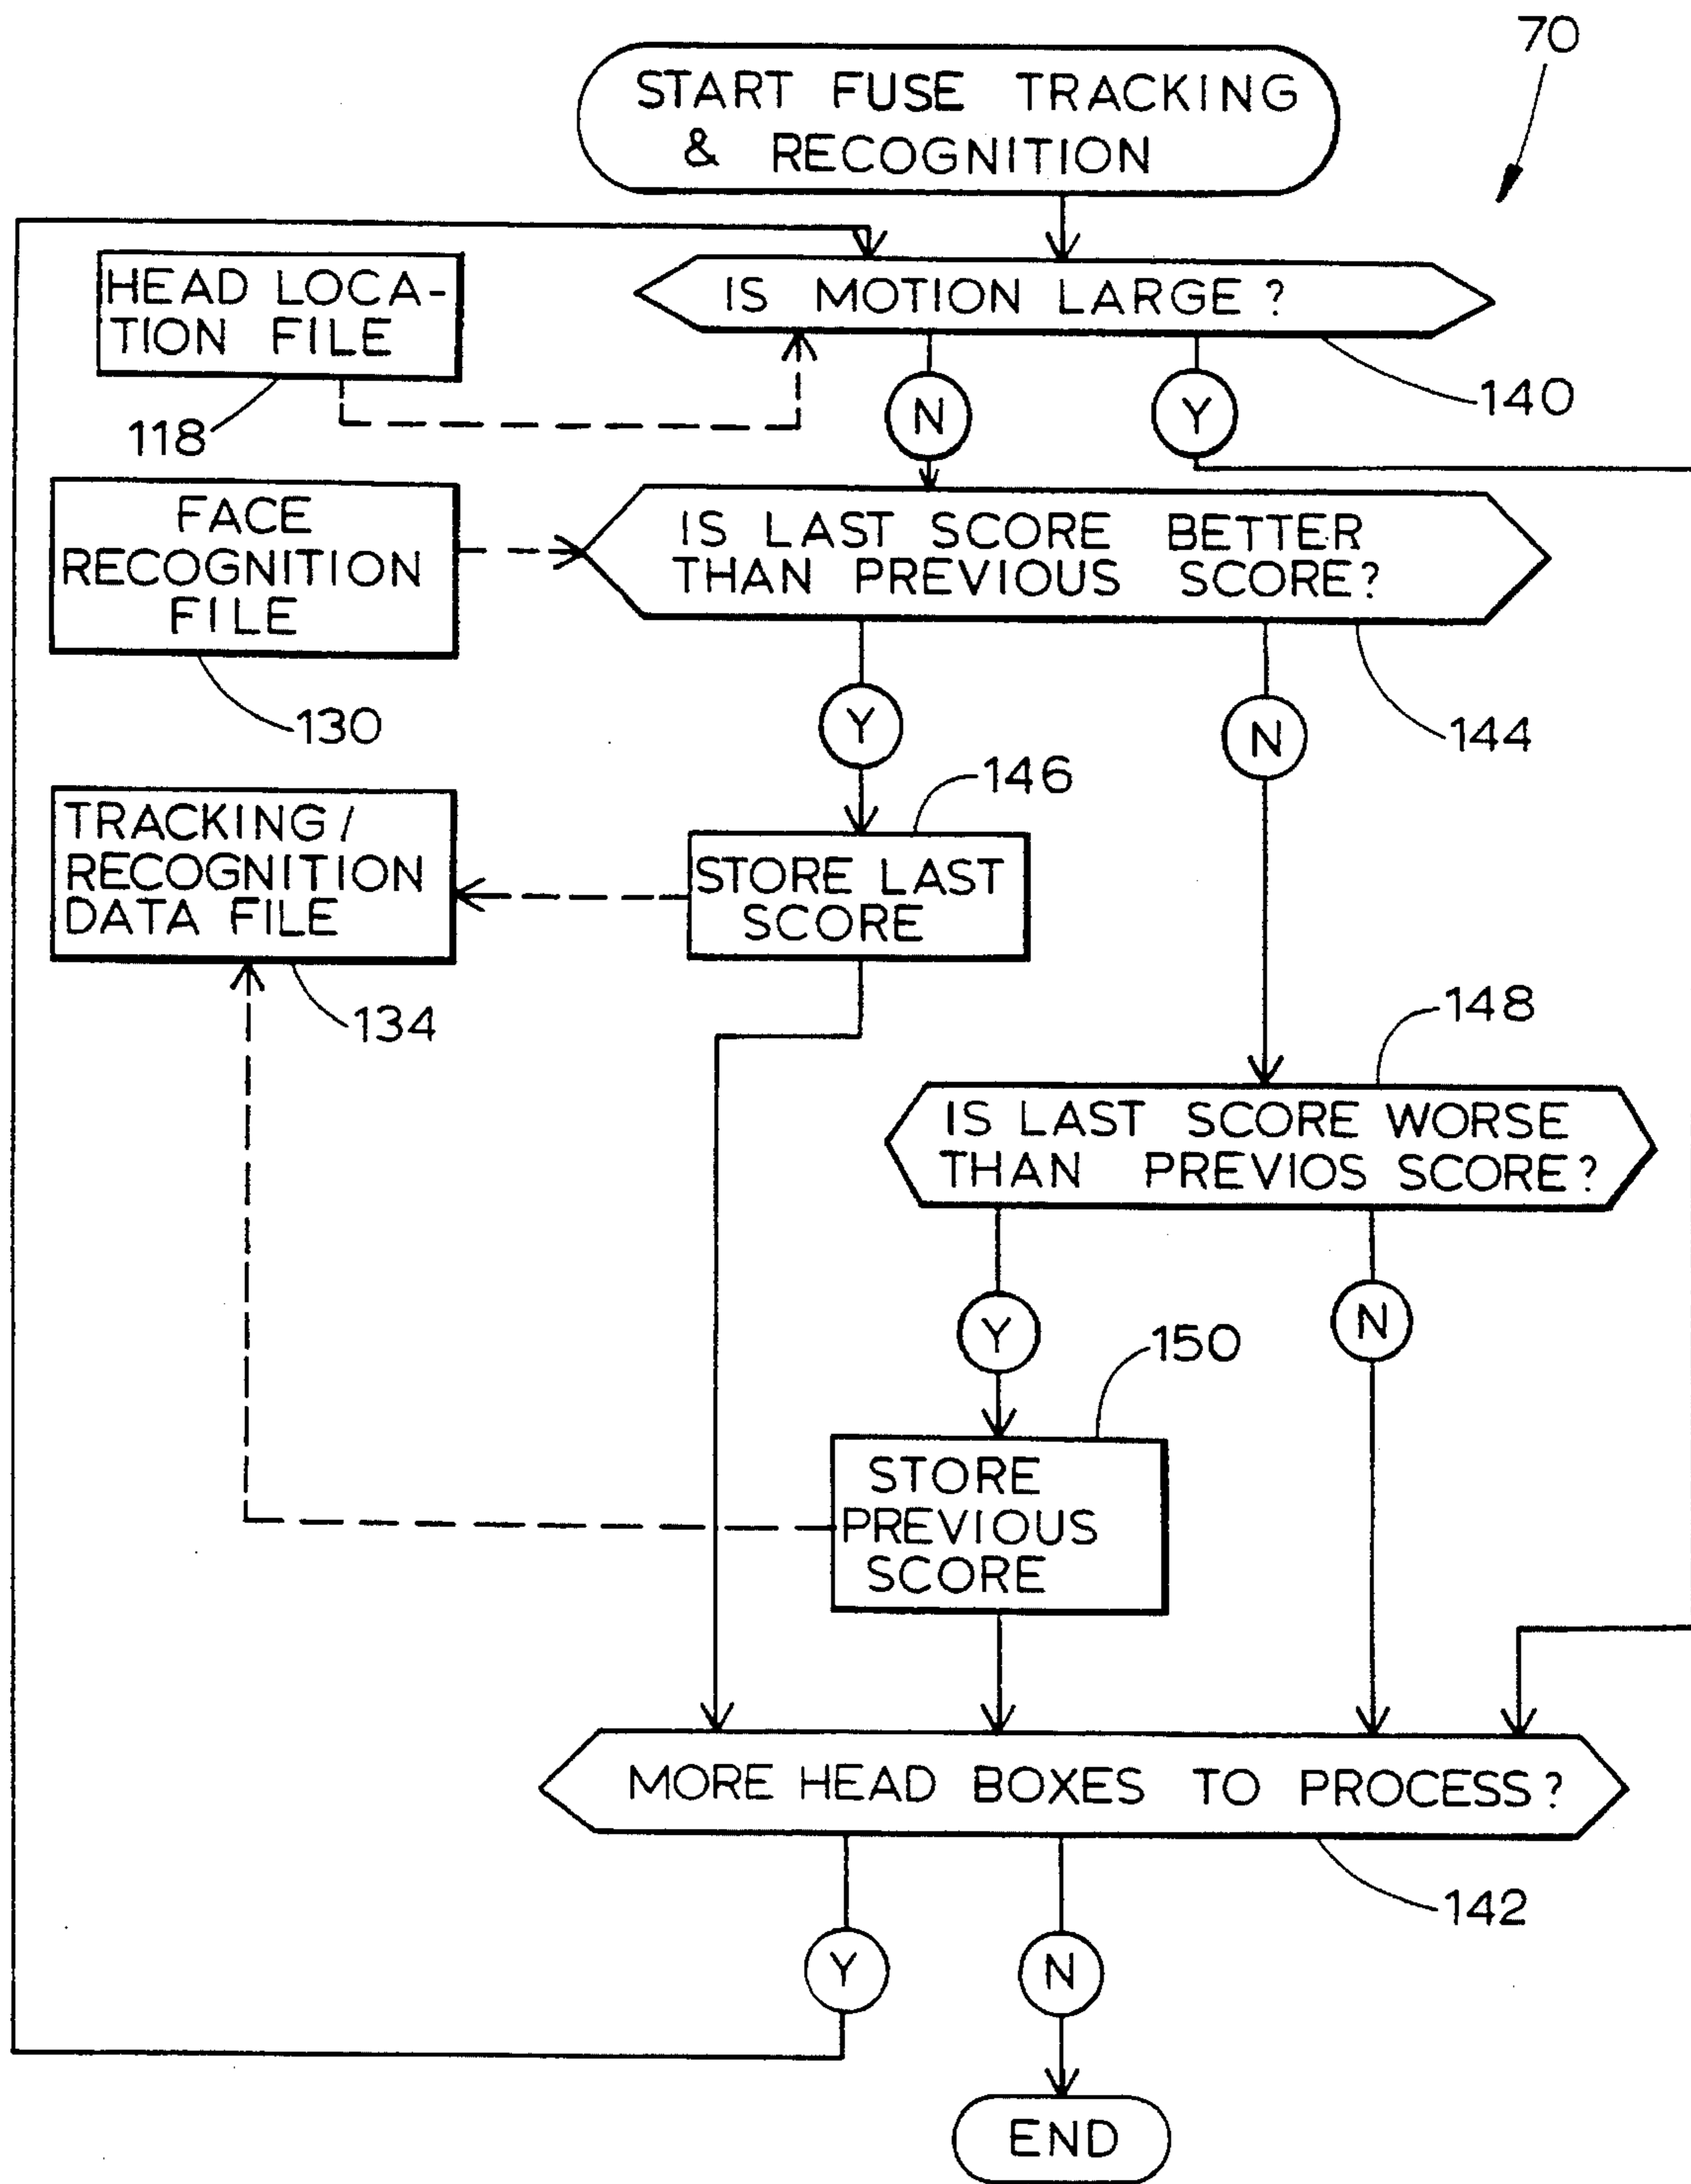 70
START FUSE TRACKING
& RECOGNITION
HEAD LOCA-
TION FILE
118
IS MOTION LARGE?
140
N
Y
FACE
RECOGNITION
FILE
130
IS LAST SCORE BETTER
THAN PREVIOUS SCORE?
144
Y
N
146
TRACKING/
RECOGNITION
DATA FILE
134
STORE LAST
SCORE
148
IS LAST SCORE WORSE
THAN PREVIOS SCORE?
Y
N
150
STORE
PREVIOUS
SCORE
MORE HEAD BOXES TO PROCESS?
142
Y
N
END